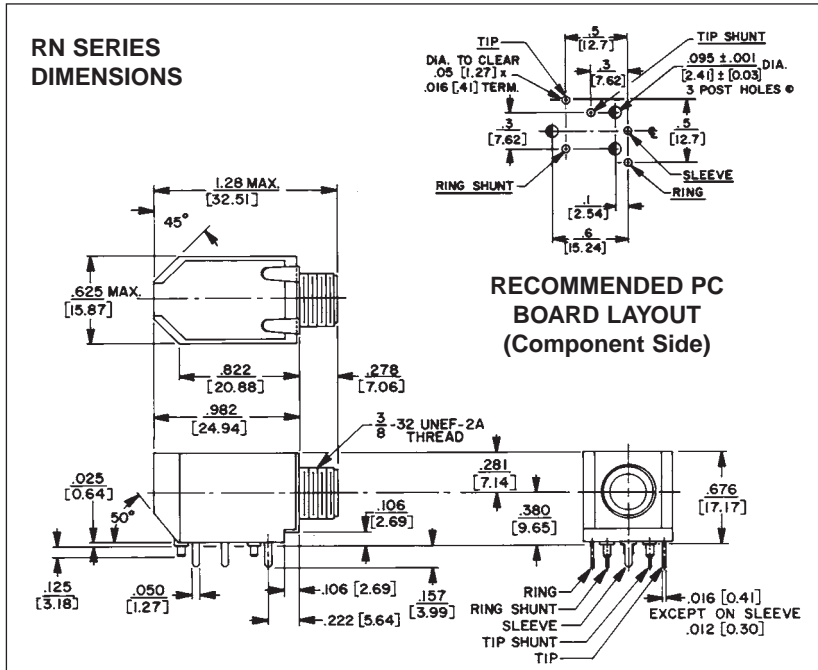 RN SERIES
DIMENSIONS
.5
[12.7]
TIP
TIP SHUNT
DIA. TO CLEAR
.05 [1.27] x
.016 [.41] TERM.
.3
[7.62]
.095 ±.001
[2.41] ± [0.03] DIA.
3 POST HOLES
.3
[7.62]
.5
[12.7]
SLEEVE
RING SHUNT
RING
.1
[2.54]
.6
[15.24]
RECOMMENDED PC
BOARD LAYOUT
(Component Side)
1.28 MAX.
[32.51]
45°
.625 MAX.
[15.87]
.822
[20.88]
.278
[7.06]
.982
[24.94]
3/8-32 UNEF-2A
THREAD
.025
[0.64]
50°
.281
[7.14]
.106
[2.69]
.380
[9.65]
.676
[17.17]
.125
[3.18]
.050
[1.27]
.106 [2.69]
.157
[3.99]
.222 [5.64]
RING
RING SHUNT
SLEEVE
TIP SHUNT
TIP
.016 [0.41]
EXCEPT ON SLEEVE
.012 [0.30]